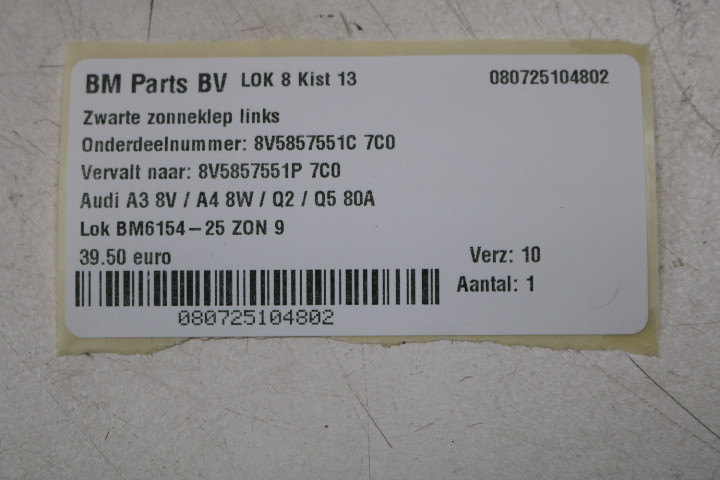 BM Parts BV LOK 8 Kist 13 080725104802
Zwarte zonneklep links
Onderdeelnummer: 8V5857551C 7C0
Vervalt naar: 8V5857551P 7C0
Audi A3 8V / A4 8W / Q2 / Q5 80A
Lok BM6154-25 ZON 9
39.50 euro Verz: 10
Aantal: 1
080725104802